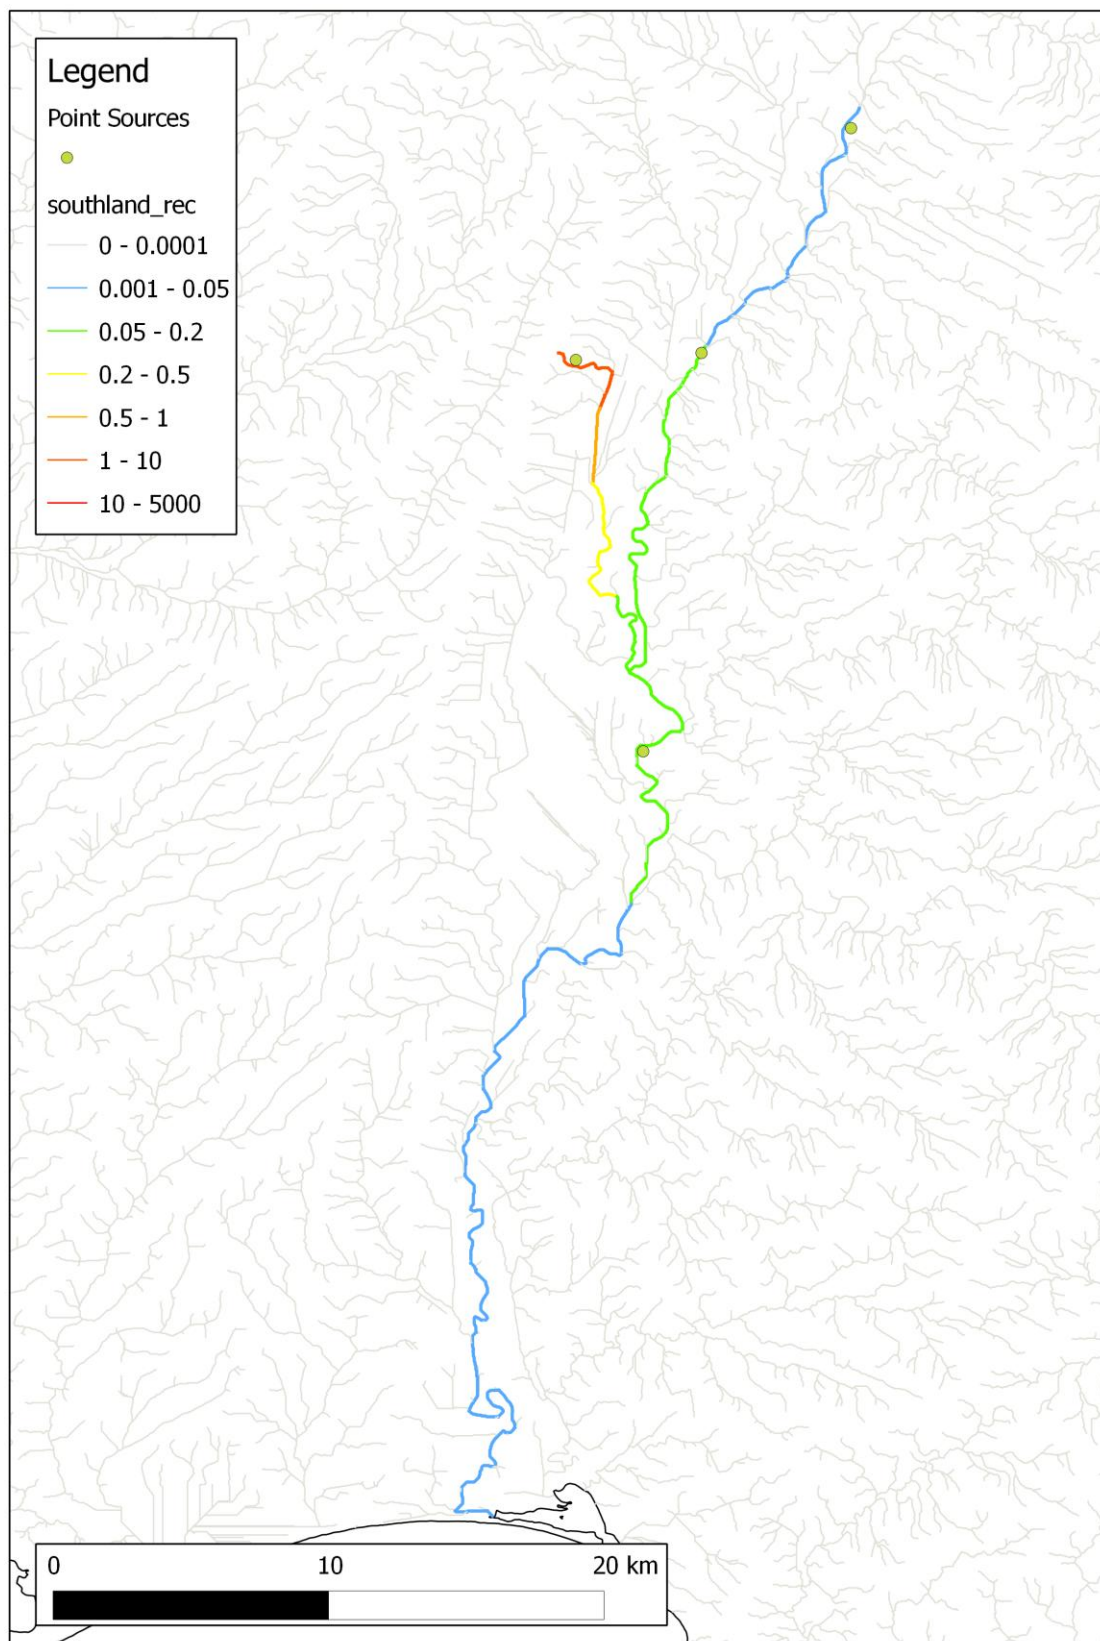 Legend
Point Sources
southland_rec
0 - 0.0001
0.001 - 0.05
0.05 - 0.2
0.2 - 0.5
0.5 - 1
1 - 10
10 - 5000
0 10 20 km